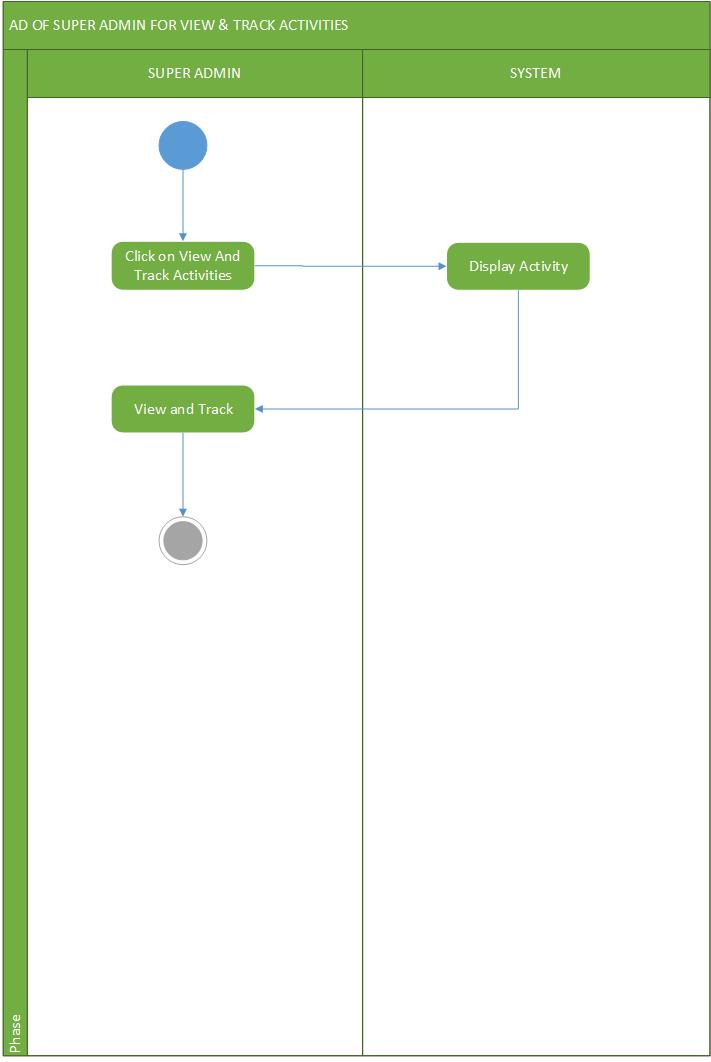 AD OF SUPER ADMIN FOR VIEW & TRACK ACTIVITIES
SUPER ADMIN
SYSTEM
Click on View And
Track Activities
Display Activity
View and Track
Phase